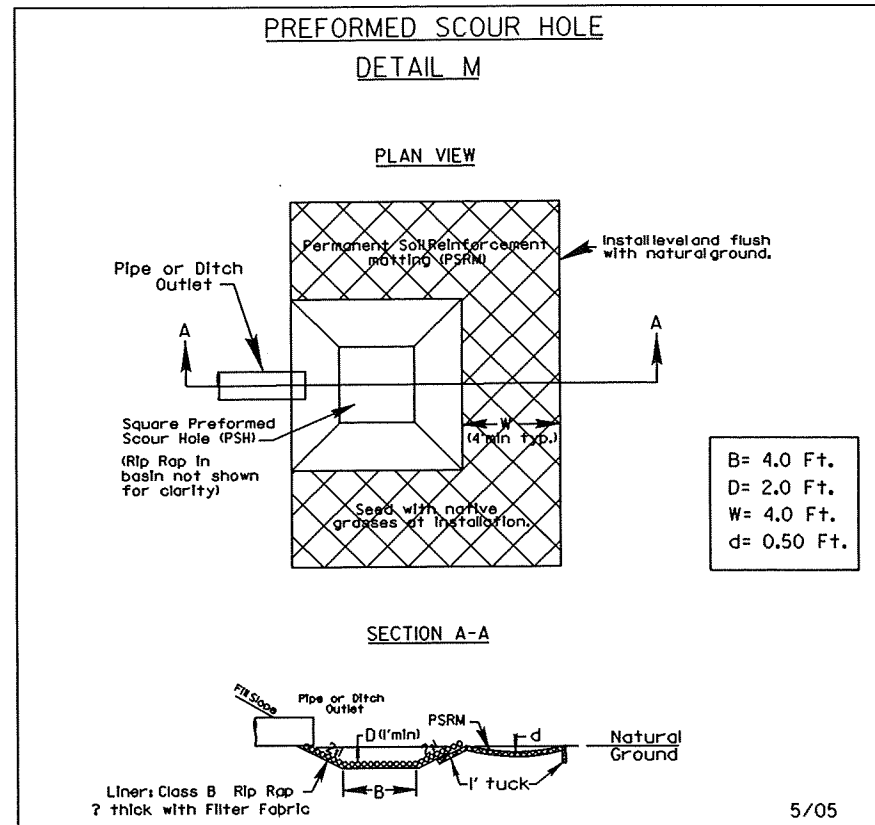 PREFORMED SCOUR HOLE
DETAIL M
PLAN VIEW
Permanent Soil Reinforcement
matting (PSRM)
Install level and flush
with natural ground.
Pipe or Ditch
Outlet
A
A
Square Preformed
Scour Hole (PSH)
(Rip Rap in
basin not shown
for clarity)
W
(4'min typ.)
Seed with native
grasses at installation.
B= 4.0 Ft.
D= 2.0 Ft.
W= 4.0 Ft.
d= 0.50 Ft.
SECTION A-A
Fill Slope
Pipe or Ditch
Outlet
D (1'min)
PSRM
d
Natural
Ground
1' tuck
B
Liner: Class B Rip Rap
? thick with Filter Fabric
5/05